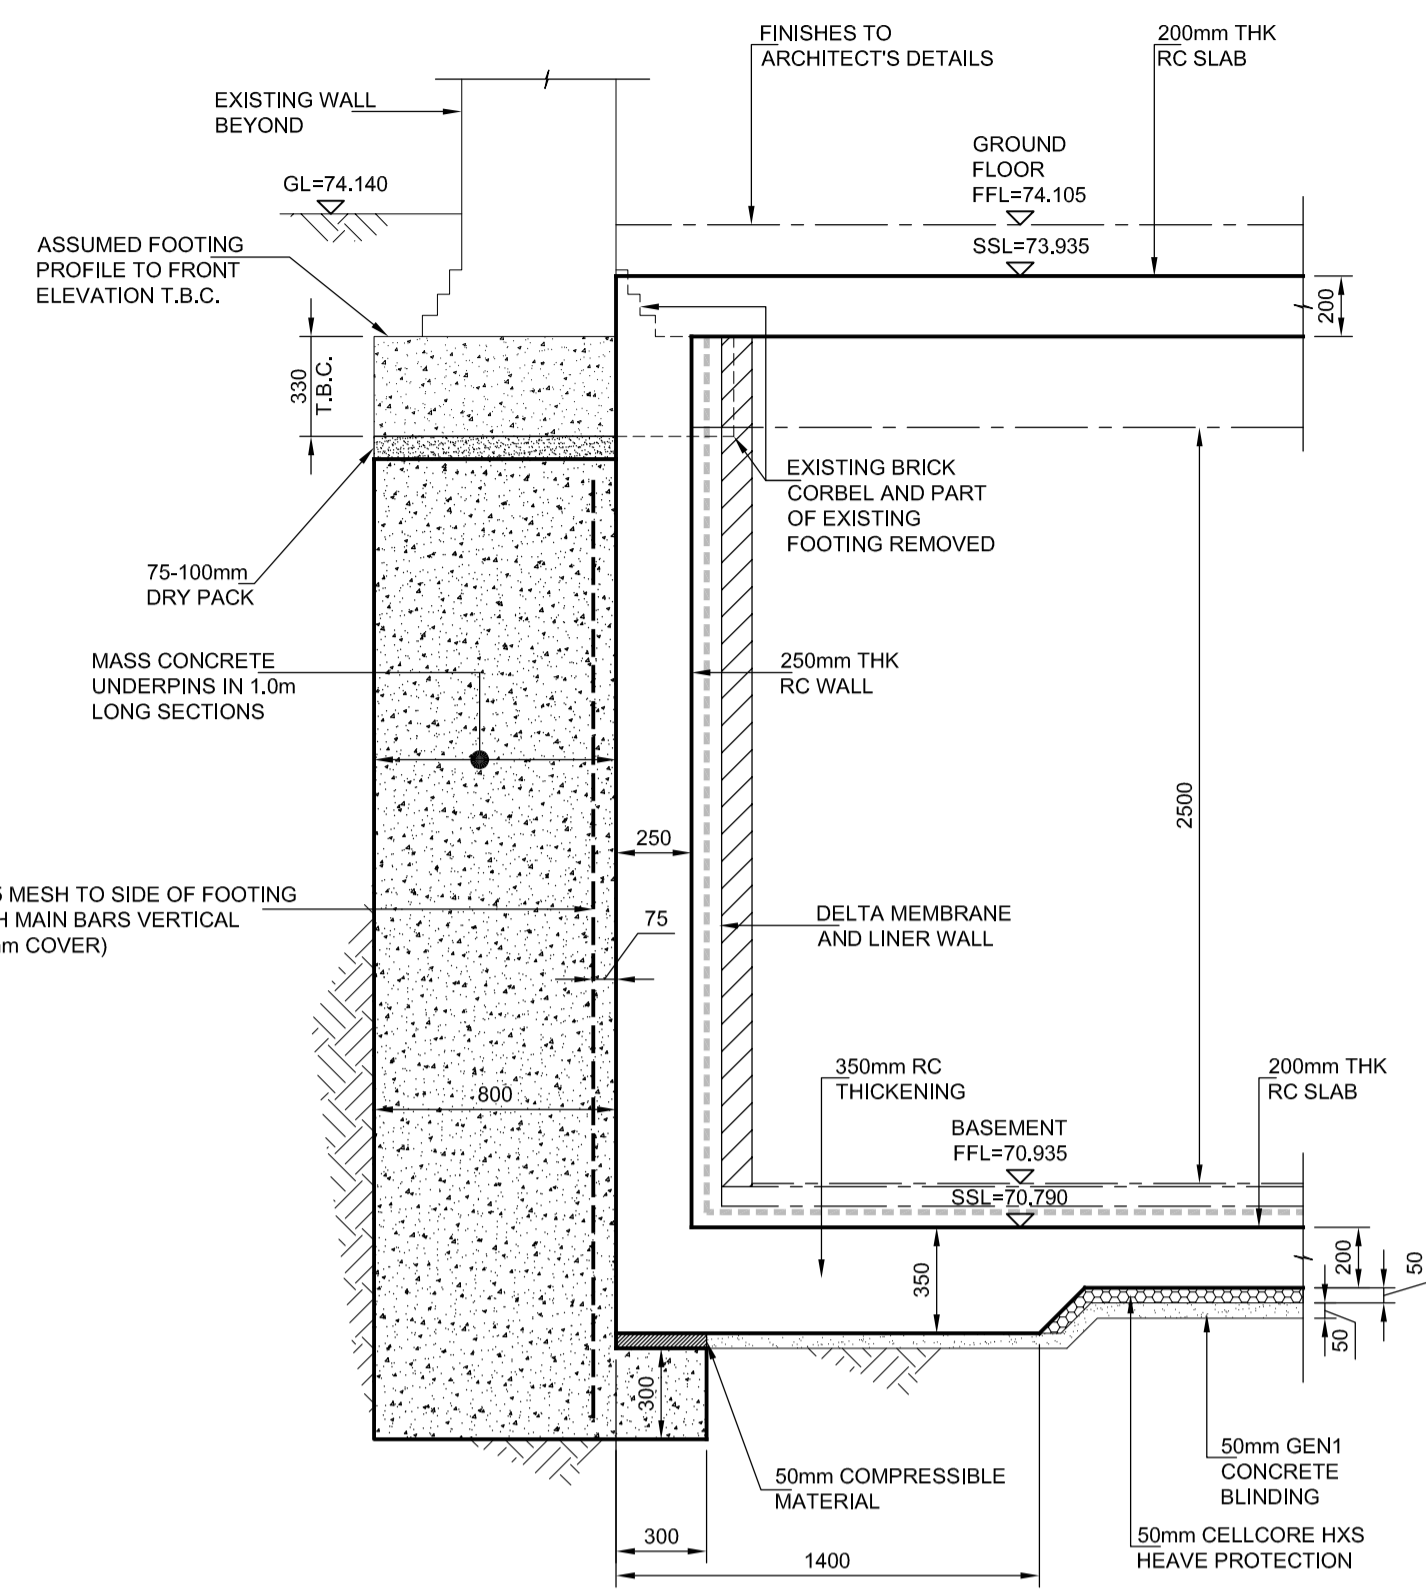 FINISHES TO
ARCHITECT'S DETAILS
200mm THK
RC SLAB
EXISTING WALL
BEYOND
GROUND
FLOOR
FFL=74.105
GL=74.140
SSL=73.935
ASSUMED FOOTING
PROFILE TO FRONT
ELEVATION T.B.C.
200
330
T.B.C.
EXISTING BRICK
CORBEL AND PART
OF EXISTING
FOOTING REMOVED
75-100mm
DRY PACK
MASS CONCRETE
UNDERPINS IN 1.0m
LONG SECTIONS
250mm THK
RC WALL
2500
250
MESH TO SIDE OF FOOTING
MAIN BARS VERTICAL
COVER)
75
DELTA MEMBRANE
AND LINER WALL
350mm RC
THICKENING
200mm THK
RC SLAB
800
BASEMENT
FFL=70.935
SSL=70.790
350
200
50
50
300
50mm COMPRESSIBLE
MATERIAL
50mm GEN1
CONCRETE
BLINDING
50mm CELLCORE HXS
HEAVE PROTECTION
300
1400